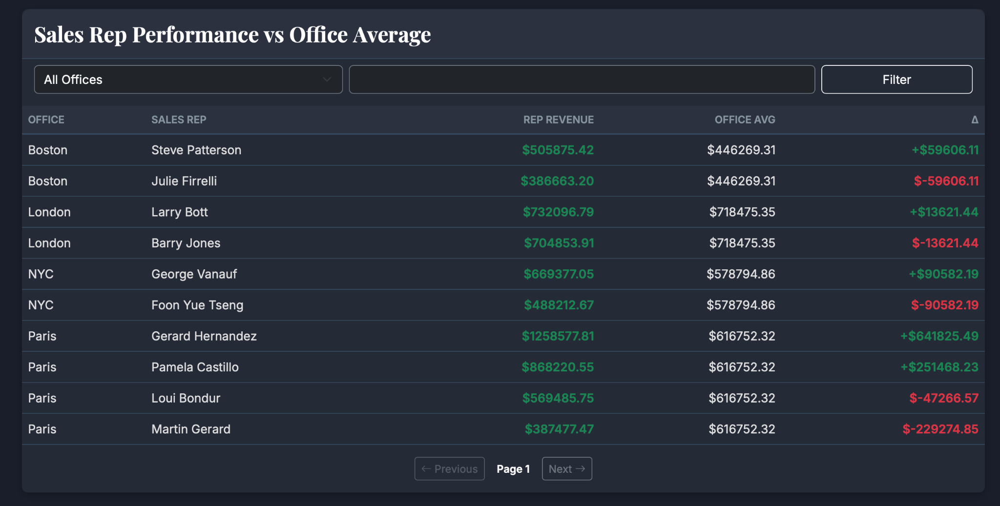 Sales Rep Performance vs Office Average
All Offices Filter
OFFICE SALES REP REP REVENUE OFFICE AVG Δ
Boston Steve Patterson $505875.42 $446269.31 +$59606.11
Boston Julie Firrelli $386663.20 $446269.31 $-59606.11
London Larry Bott $732096.79 $718475.35 +$13621.44
London Barry Jones $704853.91 $718475.35 $-13621.44
NYC George Vanauf $669377.05 $578794.86 +$90582.19
NYC Foon Yue Tseng $488212.67 $578794.86 $-90582.19
Paris Gerard Hernandez $1258577.81 $616752.32 +$641825.49
Paris Pamela Castillo $868220.55 $616752.32 +$251468.23
Paris Loui Bondur $569485.75 $616752.32 $-47266.57
Paris Martin Gerard $387477.47 $616752.32 $-229274.85
← Previous Page 1 Next →